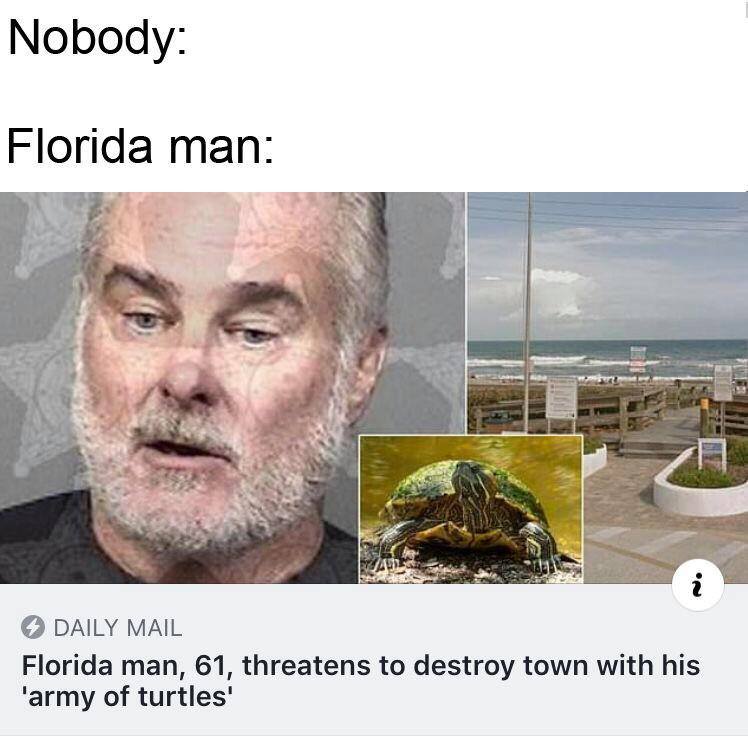 Nobody:
Florida man:
DAILY MAIL
Florida man, 61, threatens to destroy town with his
'army of turtles'